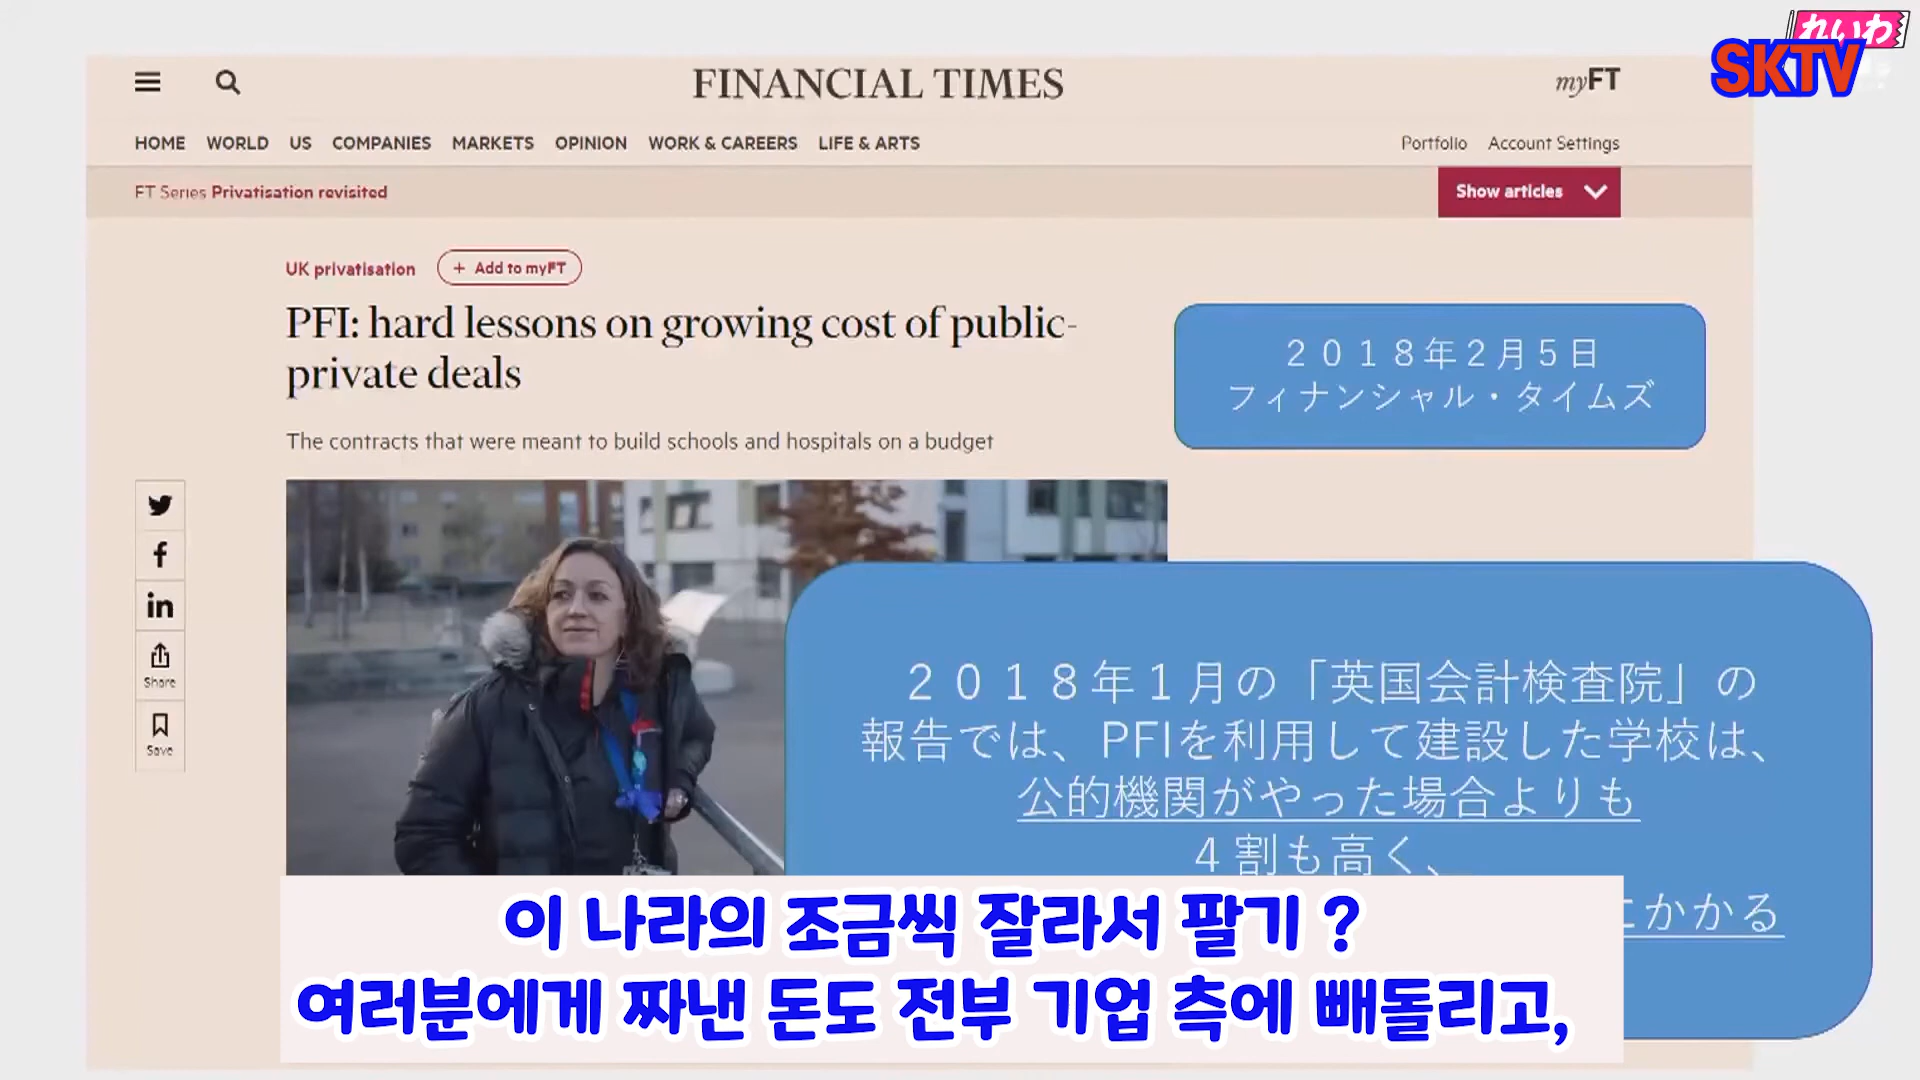 れいわ
SKTV
FINANCIAL TIMES
myFT
HOME WORLD US COMPANIES MARKETS OPINION WORK & CAREERS LIFE & ARTS
Portfolio Account Settings
FT Series Privatisation revisited
Show articles
UK privatisation
+ Add to myFT
PFI: hard lessons on growing cost of public-
private deals
The contracts that were meant to build schools and hospitals on a budget
２０１８年２月５日
フィナンシャル・タイムズ
in
Share
Save
２０１８年１月の「英国会計検査院」の
報告では、PFIを利用して建設した学校は、
公的機関がやった場合よりも
４割も高く、
にかかる
이 나라의 조금씩 잘라서 팔기 ?
여러분에게 짜낸 돈도 전부 기업 측에 빼돌리고,